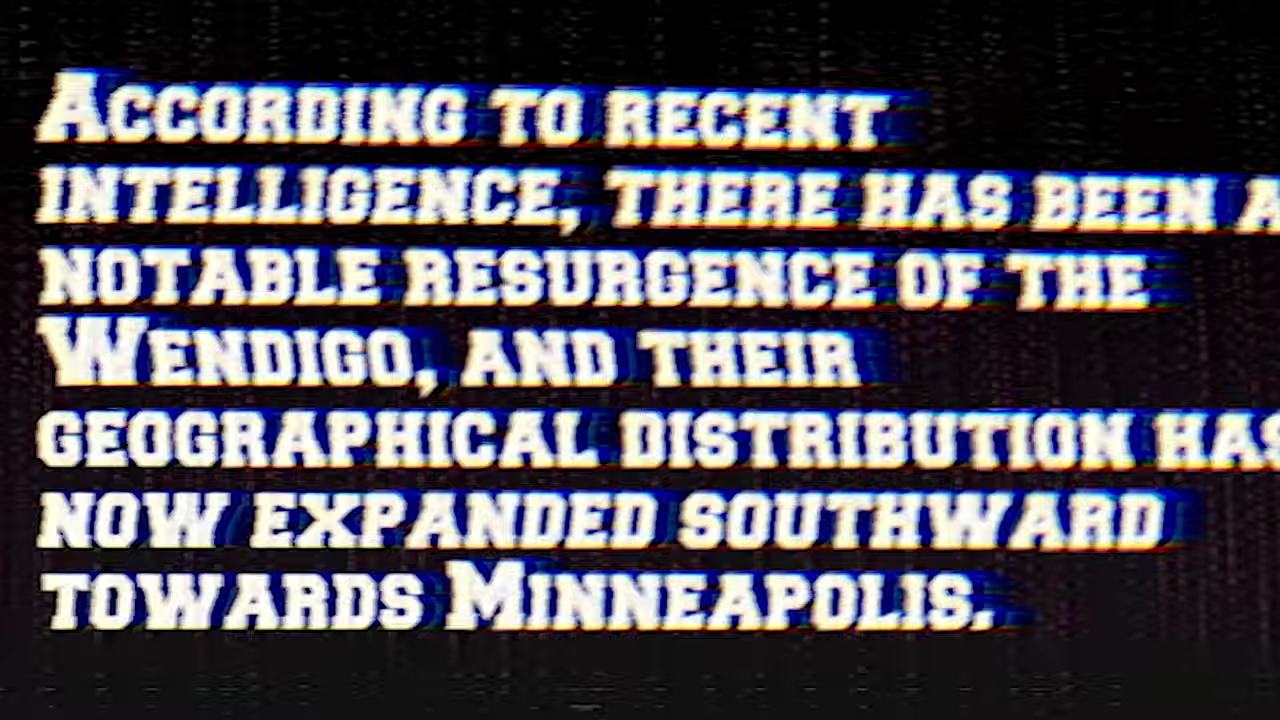 According to recent
intelligence, there has been a
notable resurgence of the
Wendigo, and their
geographical distribution has
now expanded southward
towards Minneapolis.